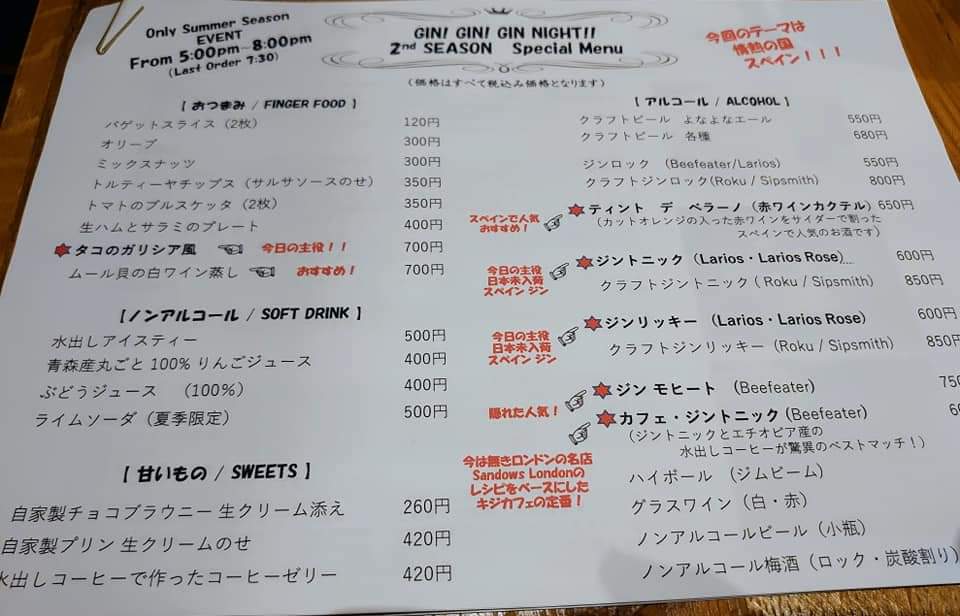 Only Summer Season
EVENT
From 5:00pm~8:00pm
(Last Order 7:30)
GIN! GIN! GIN NIGHT!!
2nd SEASON Special Menu
(価格はすべて税込み価格となります)
今回のテーマは
情熱の国
スペイン！！！
【 おつまみ / FINGER FOOD 】
バゲットスライス（2枚） 120円
オリーブ 300円
ミックスナッツ 300円
トルティーヤチップス（サルサソースのせ） 350円
トマトのブルスケッタ（2枚） 350円
生ハムとサラミのプレート 400円
タコのガリシア風 今日の主役！！ 700円
ムール貝の白ワイン蒸し おすすめ！ 700円
【ノンアルコール / SOFT DRINK】
水出しアイスティー 500円
青森産丸ごと 100% りんごジュース 400円
ぶどうジュース （100%） 400円
ライムソーダ（夏季限定） 500円
【 甘いもの / SWEETS 】
自家製チョコブラウニー 生クリーム添え 260円
自家製プリン 生クリームのせ 420円
水出しコーヒーで作ったコーヒーゼリー 420円
【 アルコール / ALCOHOL 】
クラフトビール よなよなエール 550円
クラフトビール 各種 680円
ジンロック （Beefeater/Larios） 550円
クラフトジンロック(Roku / Sipsmith) 800円
スペインで人気
おすすめ！
ティント デ ベラーノ（赤ワインカクテル） 650円
（カットオレンジの入った赤ワインをサイダーで割った
スペインで人気のお酒です）
今日の主役
日本未入荷
スペイン ジン
ジントニック（Larios・Larios Rose） 600円
クラフトジントニック ( Roku / Sipsmith) 850円
今日の主役
日本未入荷
スペイン ジン
ジンリッキー （Larios・Larios Rose） 600円
クラフトジンリッキー （Roku / Sipsmith） 850円
隠れた人気！
ジン モヒート （Beefeater)
カフェ・ジントニック (Beefeater)
（ジントニックとエチオピア産の
水出しコーヒーが驚異のベストマッチ！）
今は無きロンドンの名店
Sandows Londonの
レシピをベースにした
キジカフェの定番！
ハイボール （ジムビーム）
グラスワイン（白・赤）
ノンアルコールビール（小瓶）
ノンアルコール梅酒（ロック・炭酸割り）